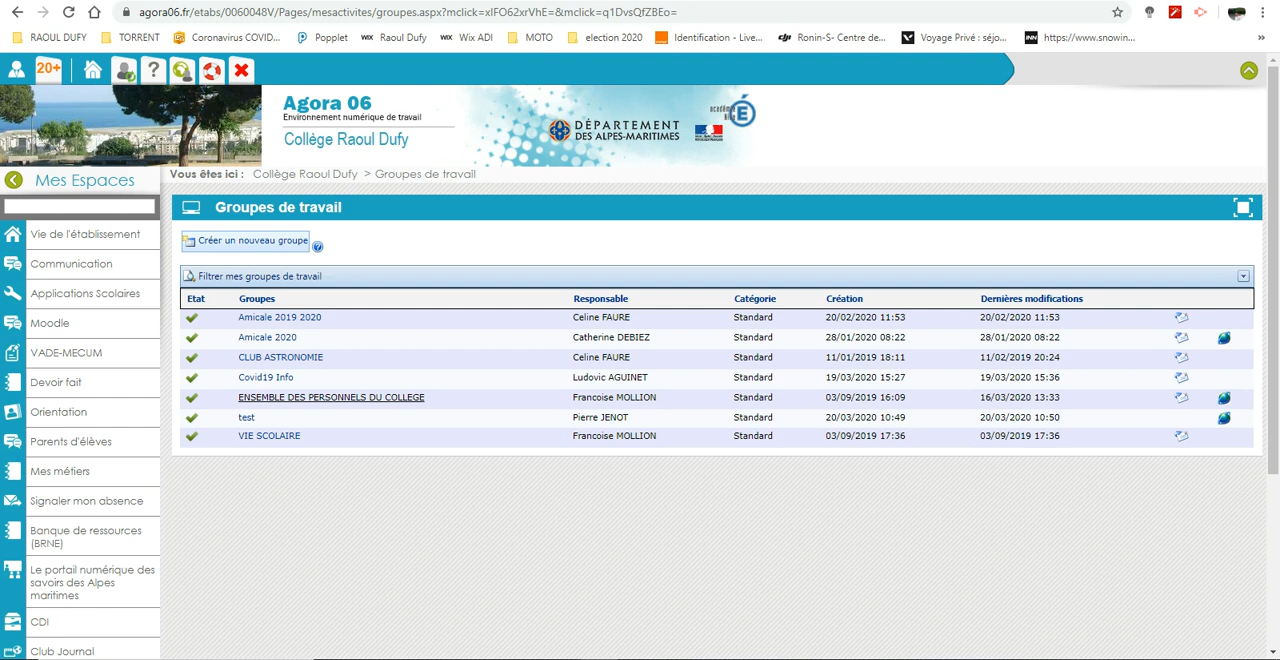 agora06.fr/etabs/0060048V/Pages/mesactivites/groupes.aspx?mclick=xlFO62xrVhE=&mclick=q1DvsQfZBEo=
RAOUL DUFY TORRENT Coronavirus COVID... Popplet WIX Raoul Dufy WIX Wix ADI MOTO election 2020 Identification - Live... Ronin-S- Centre de... Voyage Privé : séjo... https://www.snowin... »
20+ ?
Agora 06
Environnement numérique de travail
Collège Raoul Dufy
DÉPARTEMENT
DES ALPES-MARITIMES
académie
Mes Espaces
Vous êtes ici : Collège Raoul Dufy > Groupes de travail
Groupes de travail
Créer un nouveau groupe
Filtrer mes groupes de travail
Etat Groupes Responsable Catégorie Création Dernières modifications
Amicale 2019 2020 Celine FAURE Standard 20/02/2020 11:53 20/02/2020 11:53
Amicale 2020 Catherine DEBIEZ Standard 28/01/2020 08:22 28/01/2020 08:22
CLUB ASTRONOMIE Celine FAURE Standard 11/01/2019 18:11 11/02/2019 20:24
Covid19 Info Ludovic AGUINET Standard 19/03/2020 15:27 19/03/2020 15:36
ENSEMBLE DES PERSONNELS DU COLLEGE Francoise MOLLION Standard 03/09/2019 16:09 16/03/2020 13:33
test Pierre JENOT Standard 20/03/2020 10:49 20/03/2020 10:50
VIE SCOLAIRE Francoise MOLLION Standard 03/09/2019 17:36 03/09/2019 17:36
Vie de l'établissement
Communication
Applications Scolaires
Moodle
VADE-MECUM
Devoir fait
Orientation
Parents d'élèves
Mes métiers
Signaler mon absence
Banque de ressources
(BRNE)
Le portail numérique des
savoirs des Alpes
maritimes
CDI
Club Journal